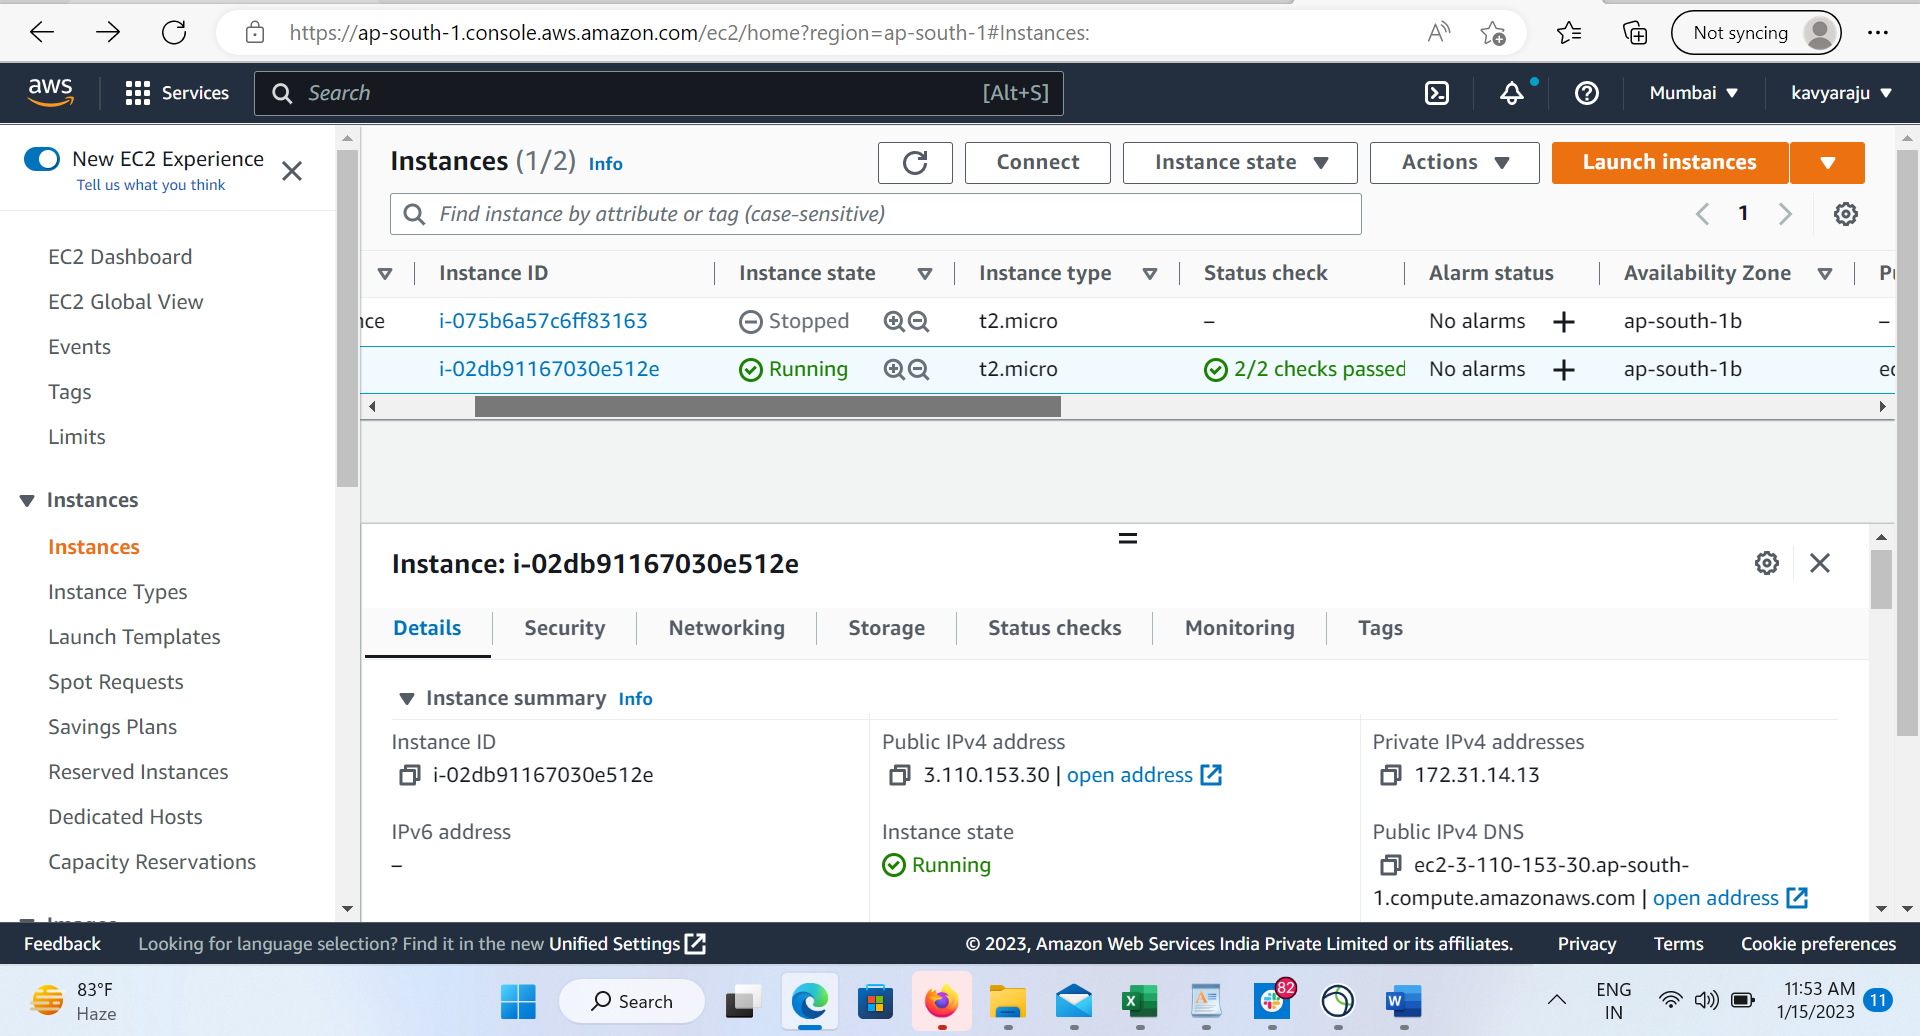 https://ap-south-1.console.aws.amazon.com/ec2/home?region=ap-south-1#Instances:
Not syncing
aws
Services
Search
[Alt+S]
Mumbai
kavyaraju
New EC2 Experience
Tell us what you think
EC2 Dashboard
EC2 Global View
Events
Tags
Limits
Instances
Instances
Instance Types
Launch Templates
Spot Requests
Savings Plans
Reserved Instances
Dedicated Hosts
Capacity Reservations
Instances (1/2) Info
Connect
Instance state
Actions
Launch instances
Find instance by attribute or tag (case-sensitive)
1
Instance ID Instance state Instance type Status check Alarm status Availability Zone
i-075b6a57c6ff83163 Stopped t2.micro – No alarms + ap-south-1b –
i-02db91167030e512e Running t2.micro 2/2 checks passed No alarms + ap-south-1b
Instance: i-02db91167030e512e
Details Security Networking Storage Status checks Monitoring Tags
Instance summary Info
Instance ID
i-02db91167030e512e
Public IPv4 address
3.110.153.30 | open address
Private IPv4 addresses
172.31.14.13
IPv6 address
–
Instance state
Running
Public IPv4 DNS
ec2-3-110-153-30.ap-south-
1.compute.amazonaws.com | open address
Feedback Looking for language selection? Find it in the new Unified Settings © 2023, Amazon Web Services India Private Limited or its affiliates. Privacy Terms Cookie preferences
83°F
Haze
Search
82
ENG
IN
11:53 AM
1/15/2023
11